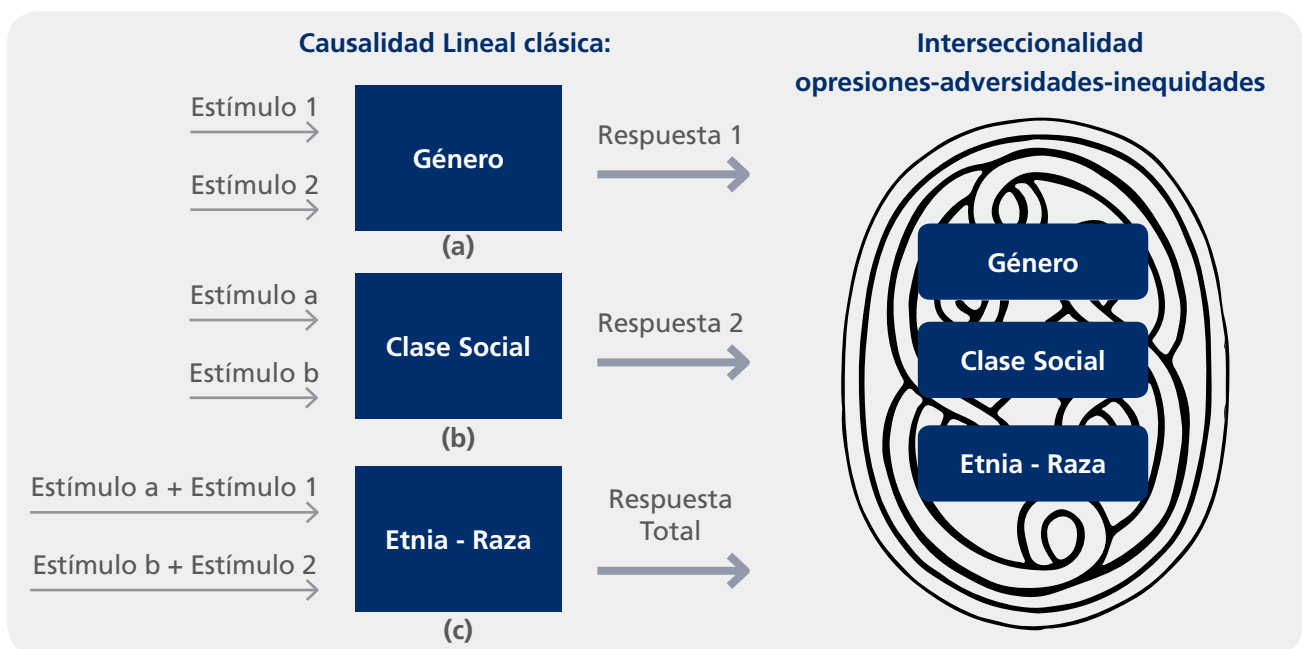 Causalidad Lineal clásica:
Estímulo 1
Estímulo 2
Género
(a)
Respuesta 1
Estímulo a
Estímulo b
Clase Social
(b)
Respuesta 2
Estímulo a + Estímulo 1
Estímulo b + Estímulo 2
Etnia - Raza
(c)
Respuesta
Total
Interseccionalidad
opresiones-adversidades-inequidades
Género
Clase Social
Etnia - Raza